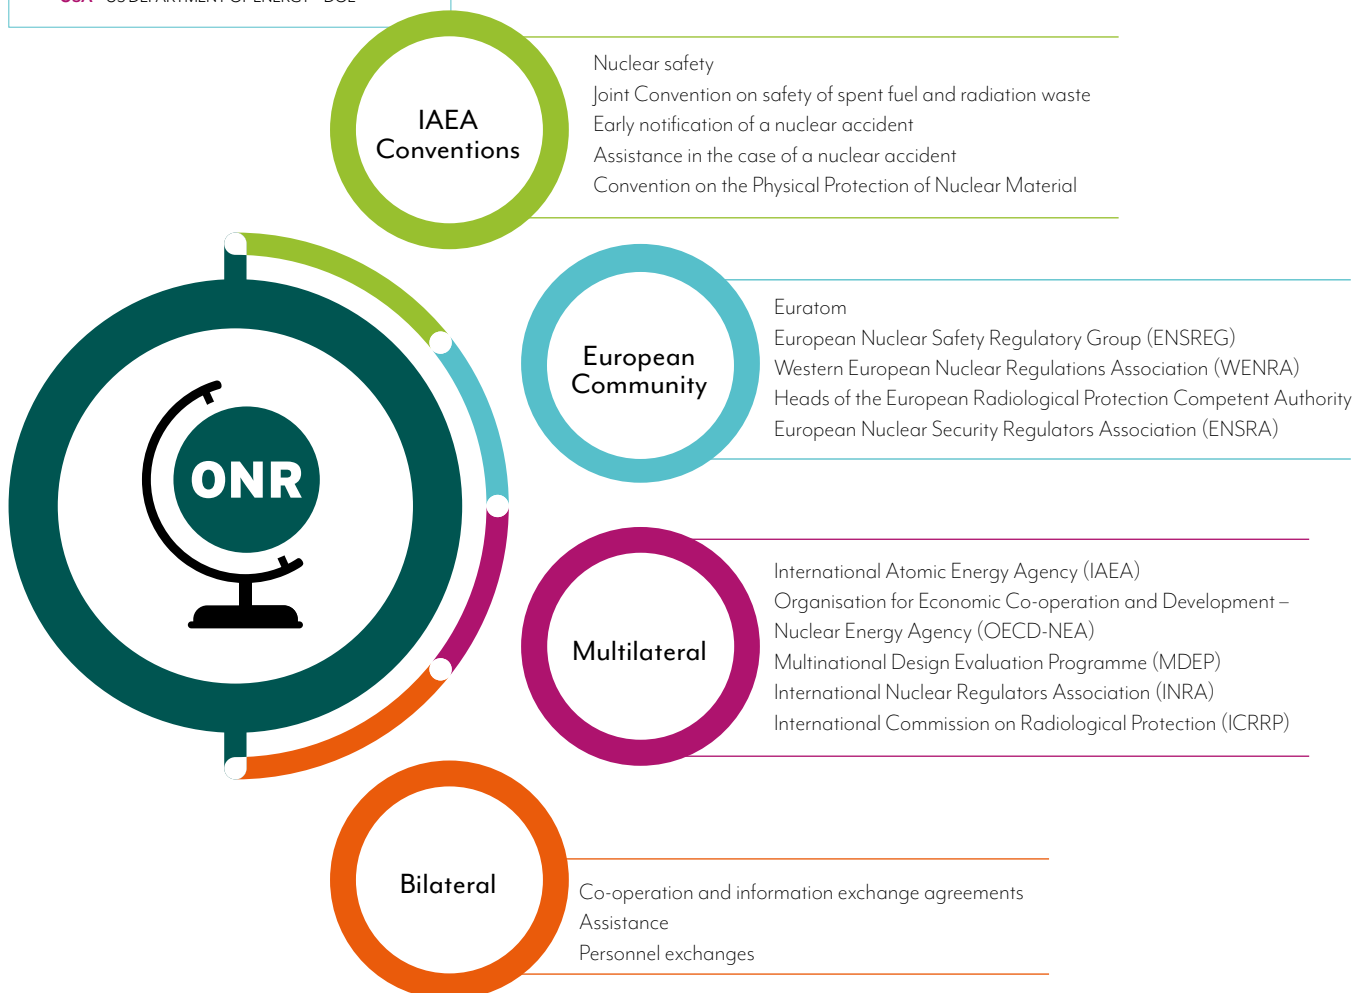 US DEPARTMENT OF ENERGY - DOE
IAEA
Conventions
Nuclear safety
Joint Convention on safety of spent fuel and radiation waste
Early notification of a nuclear accident
Assistance in the case of a nuclear accident
Convention on the Physical Protection of Nuclear Material
European
Community
Euratom
European Nuclear Safety Regulatory Group (ENSREG)
Western European Nuclear Regulations Association (WENRA)
Heads of the European Radiological Protection Competent Authority
European Nuclear Security Regulators Association (ENSRA)
ONR
Multilateral
International Atomic Energy Agency (IAEA)
Organisation for Economic Co-operation and Development –
Nuclear Energy Agency (OECD-NEA)
Multinational Design Evaluation Programme (MDEP)
International Nuclear Regulators Association (INRA)
International Commission on Radiological Protection (ICRRP)
Bilateral
Co-operation and information exchange agreements
Assistance
Personnel exchanges